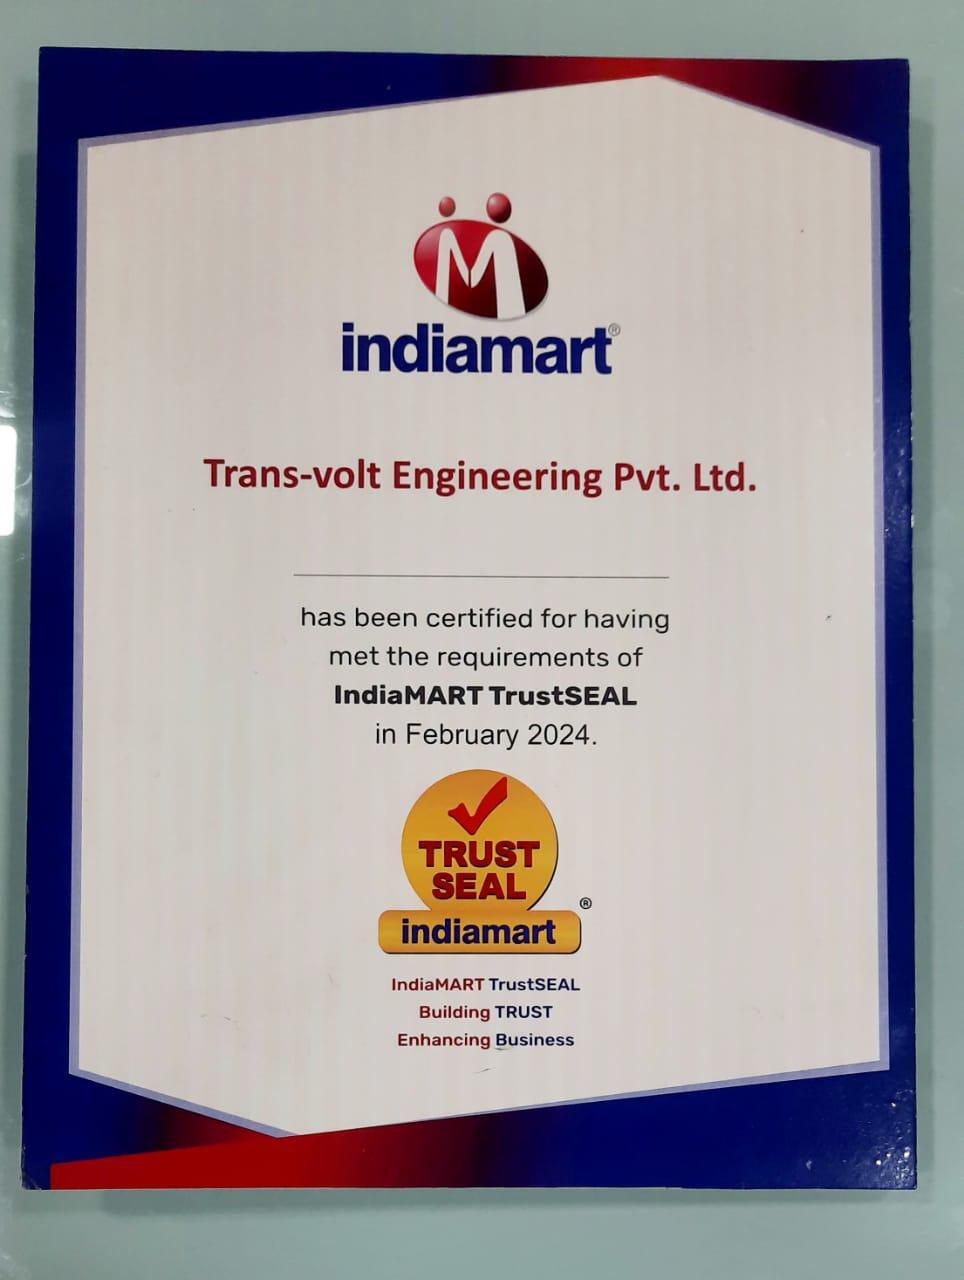 indiamart®
Trans-volt Engineering Pvt. Ltd.
has been certified for having
met the requirements of
IndiaMART TrustSEAL
in February 2024.
TRUST
SEAL
indiamart®
IndiaMART TrustSEAL
Building TRUST
Enhancing Business